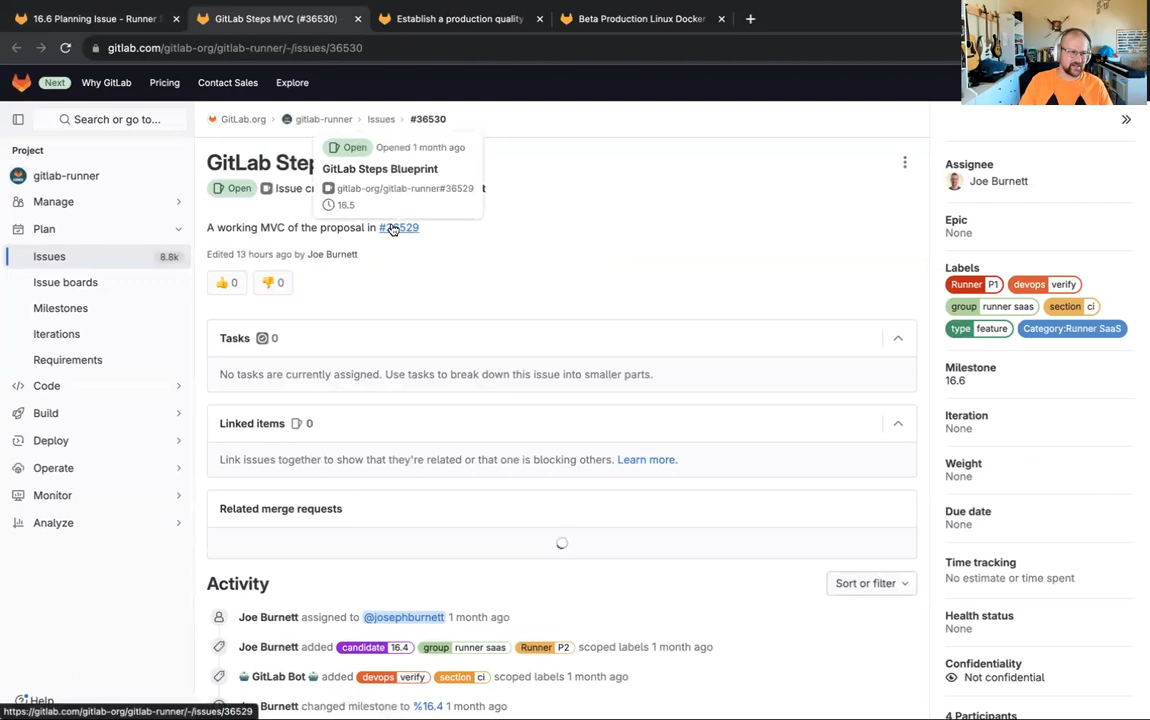 16.6 Planning Issue - Runner
GitLab Steps MVC (#36530)
Establish a production quality
Beta Production Linux Docker
gitlab.com/gitlab-org/gitlab-runner/-/issues/36530
Next
Why GitLab
Pricing
Contact Sales
Explore
Search or go to...
GitLab.org
gitlab-runner
Issues
#36530
Project
gitlab-runner
Manage
Plan
Issues
8.8k
Issue boards
Milestones
Iterations
Requirements
Code
Build
Deploy
Operate
Monitor
Analyze
Help
https://gitlab.com/gitlab-org/gitlab-runner/-/issues/36529
Open Opened 1 month ago
GitLab Steps Blueprint
gitlab-org/gitlab-runner#36529
16.5
GitLab
Open
Issue
A working MVC of the proposal in
Edited 13 hours ago by Joe Burnett
0
0
Tasks 0
No tasks are currently assigned. Use tasks to break down this issue into smaller parts.
Linked items 0
Link issues together to show that they're related or that one is blocking others. Learn more.
Related merge requests
Activity
Sort or filter
Joe Burnett assigned to @josephburnett 1 month ago
Joe Burnett added candidate 16.4 group runner saas Runner P2 scoped labels 1 month ago
GitLab Bot added devops verify section ci scoped labels 1 month ago
Burnett changed milestone to %16.4 1 month ago
Assignee
Joe Burnett
Epic
None
Labels
Runner P1 devops verify
group runner saas section ci
type feature Category:Runner SaaS
Milestone
16.6
Iteration
None
Weight
None
Due date
None
Time tracking
No estimate or time spent
Health status
None
Confidentiality
Not confidential
4 Participants